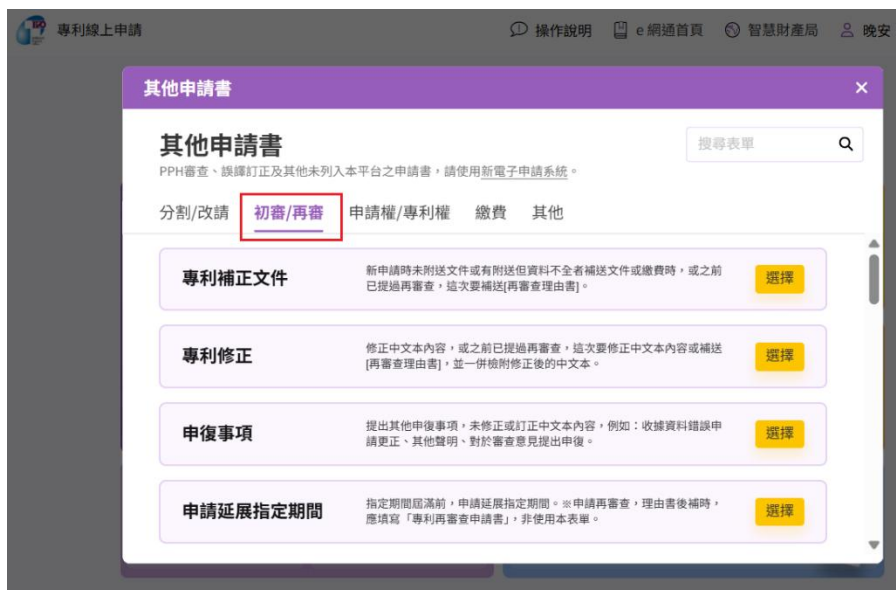 專利線上申請
操作說明
e 網通首頁
智慧財產局
晚安
其他申請書
其他申請書
搜尋表單
PPH審查、誤譯訂正及其他未列入本平台之申請書，請使用新電子申請系統。
分割/改請 初審/再審 申請權/專利權 繳費 其他
專利補正文件
新申請時未附送文件或有附送但資料不全者補送文件或繳費時，或之前
已提過再審查，這次要補送[再審查理由書]。
選擇
專利修正
修正中文本內容，或之前已提過再審查，這次要修正中文本內容或補送
[再審查理由書]，並一併檢附修正後的中文本。
選擇
申復事項
提出其他申復事項，未修正或訂正中文本內容，例如：收據資料錯誤申
請更正、其他聲明、對於審查意見提出申復。
選擇
申請延展指定期間
指定期間屆滿前，申請延展指定期間。※申請再審查，理由書後補時，
應填寫「專利再審查申請書」，非使用本表單。
選擇